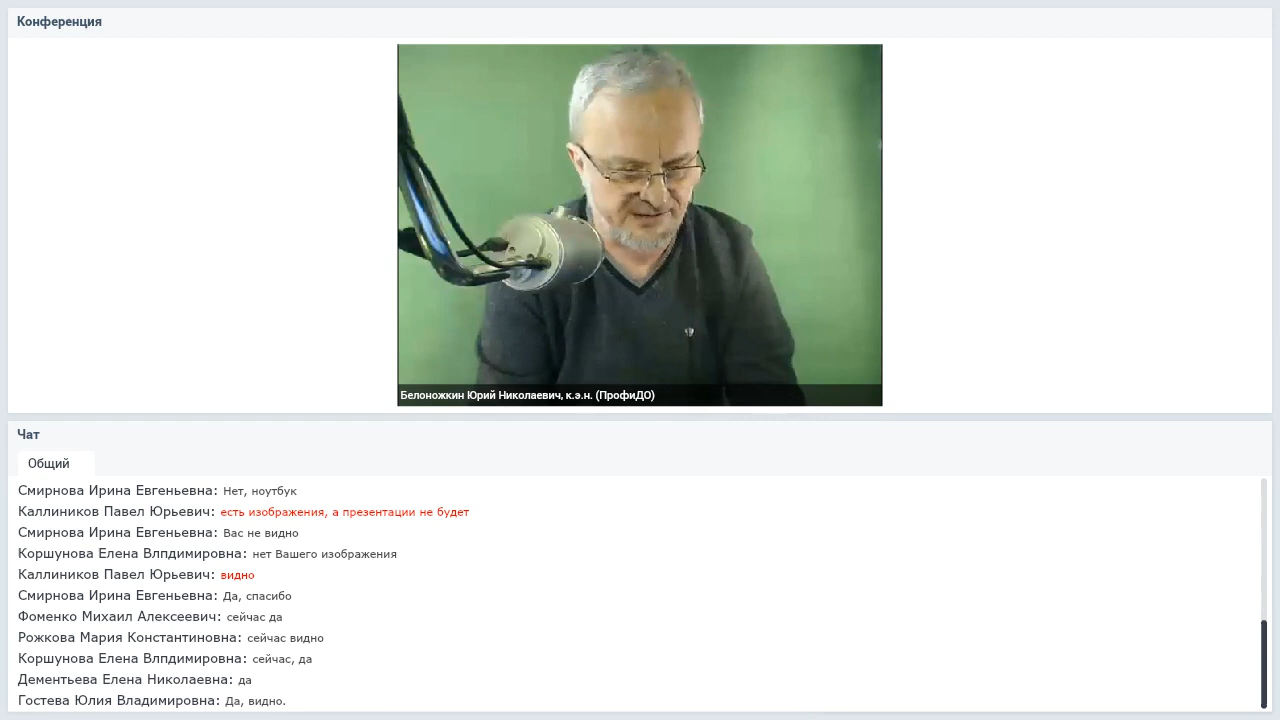 Конференция
Белоножкин Юрий Николаевич, к.э.н. (ПрофиДО)
Чат
Общий
Смирнова Ирина Евгеньевна: Нет, ноутбук
Каллиников Павел Юрьевич: есть изображения, а презентации не будет
Смирнова Ирина Евгеньевна: Вас не видно
Коршунова Елена Влпдимировна: нет Вашего изображения
Каллиников Павел Юрьевич: видно
Смирнова Ирина Евгеньевна: Да, спасибо
Фоменко Михаил Алексеевич: сейчас да
Рожкова Мария Константиновна: сейчас видно
Коршунова Елена Влпдимировна: сейчас, да
Дементьева Елена Николаевна: да
Гостева Юлия Владимировна: Да, видно.